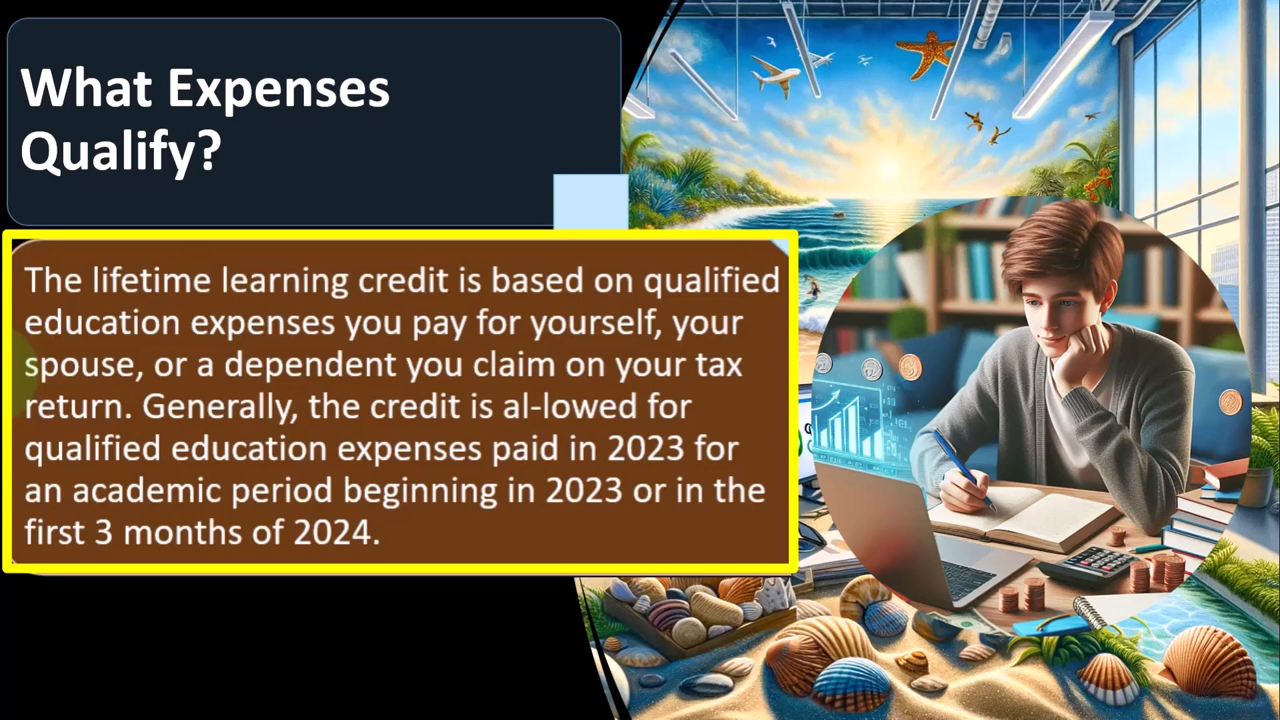 What Expenses
Qualify?
The lifetime learning credit is based on qualified
education expenses you pay for yourself, your
spouse, or a dependent you claim on your tax
return. Generally, the credit is al-lowed for
qualified education expenses paid in 2023 for
an academic period beginning in 2023 or in the
first 3 months of 2024.